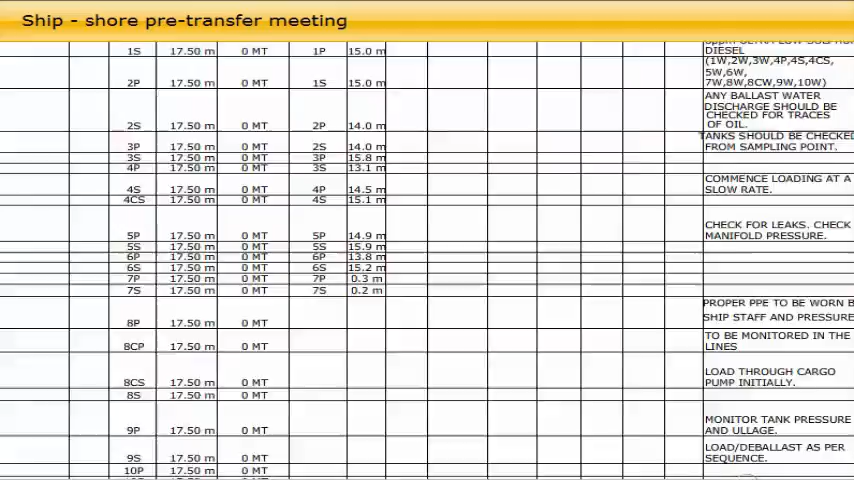 Ship - shore pre-transfer meeting
1S 17.50 m 0 MT 1P 15.0 m DIESEL
(1W,2W,3W,4P,4S,4CS,
5W,6W,
2P 17.50 m 0 MT 1S 15.0 m 7W,8W,8CW,9W,10W)
ANY BALLAST WATER
DISCHARGE SHOULD BE
CHECKED FOR TRACES
2S 17.50 m 0 MT 2P 14.0 m OF OIL.
TANKS SHOULD BE CHECKED
3P 17.50 m 0 MT 2S 14.0 m FROM SAMPLING POINT.
3S 17.50 m 0 MT 3P 15.8 m
4P 17.50 m 0 MT 3S 13.1 m
COMMENCE LOADING AT A
4S 17.50 m 0 MT 4P 14.5 m SLOW RATE.
4CS 17.50 m 0 MT 4S 15.1 m
CHECK FOR LEAKS. CHECK
5P 17.50 m 0 MT 5P 14.9 m MANIFOLD PRESSURE.
5S 17.50 m 0 MT 5S 15.9 m
6P 17.50 m 0 MT 6P 13.8 m
6S 17.50 m 0 MT 6S 15.2 m
7P 17.50 m 0 MT 7P 0.3 m
7S 17.50 m 0 MT 7S 0.2 m
PROPER PPE TO BE WORN B
8P 17.50 m 0 MT SHIP STAFF AND PRESSURE
TO BE MONITORED IN THE
8CP 17.50 m 0 MT LINES
LOAD THROUGH CARGO
8CS 17.50 m 0 MT PUMP INITIALLY.
8S 17.50 m 0 MT
MONITOR TANK PRESSURE
9P 17.50 m 0 MT AND ULLAGE.
LOAD/DEBALLAST AS PER
9S 17.50 m 0 MT SEQUENCE.
10P 17.50 m 0 MT